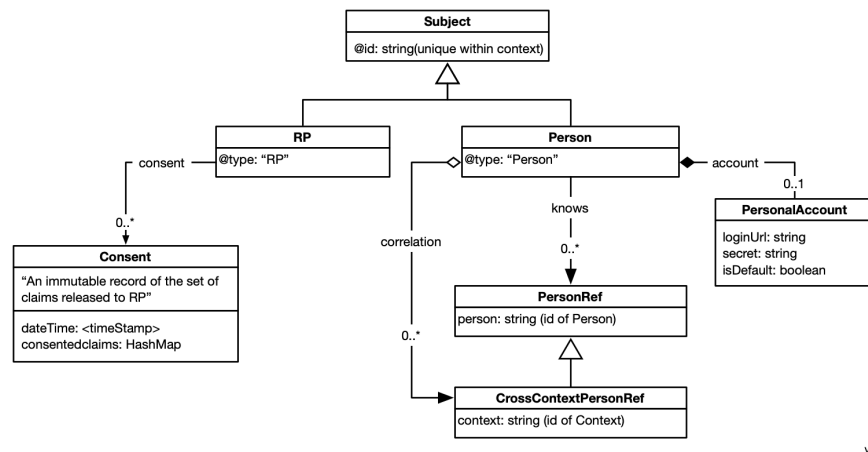 Subject
@id: string(unique within context)
RP
@type: “RP”
Person
@type: “Person”
consent
account
0..1
PersonalAccount
loginUrl: string
secret: string
isDefault: boolean
knows
0..*
correlation
0..*
0..*
Consent
“An immutable record of the set of
claims released to RP”
dateTime: <timeStamp>
consentedclaims: HashMap
PersonRef
person: string (id of Person)
CrossContextPersonRef
context: string (id of Context)